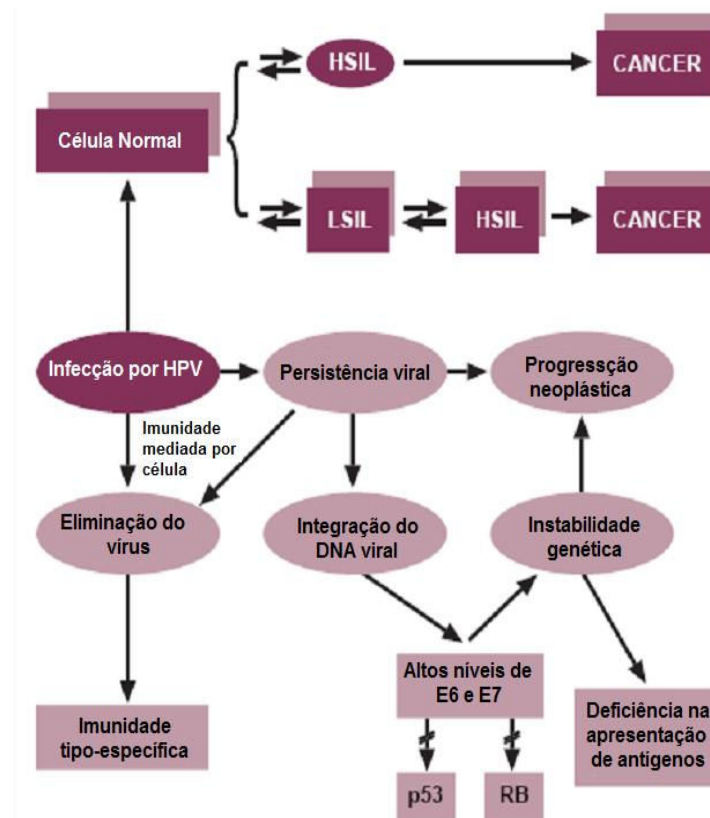 HSIL
CANCER
Célula Normal
LSIL
HSIL
CANCER
Infecção por HPV
Persistência viral
Progressção
neoplástica
Imunidade
mediada por
célula
Eliminação do
vírus
Integração do
DNA viral
Instabilidade
genética
Altos níveis de
E6 e E7
Imunidade
tipo-específica
Deficiência na
apresentação
de antígenos
p53
RB